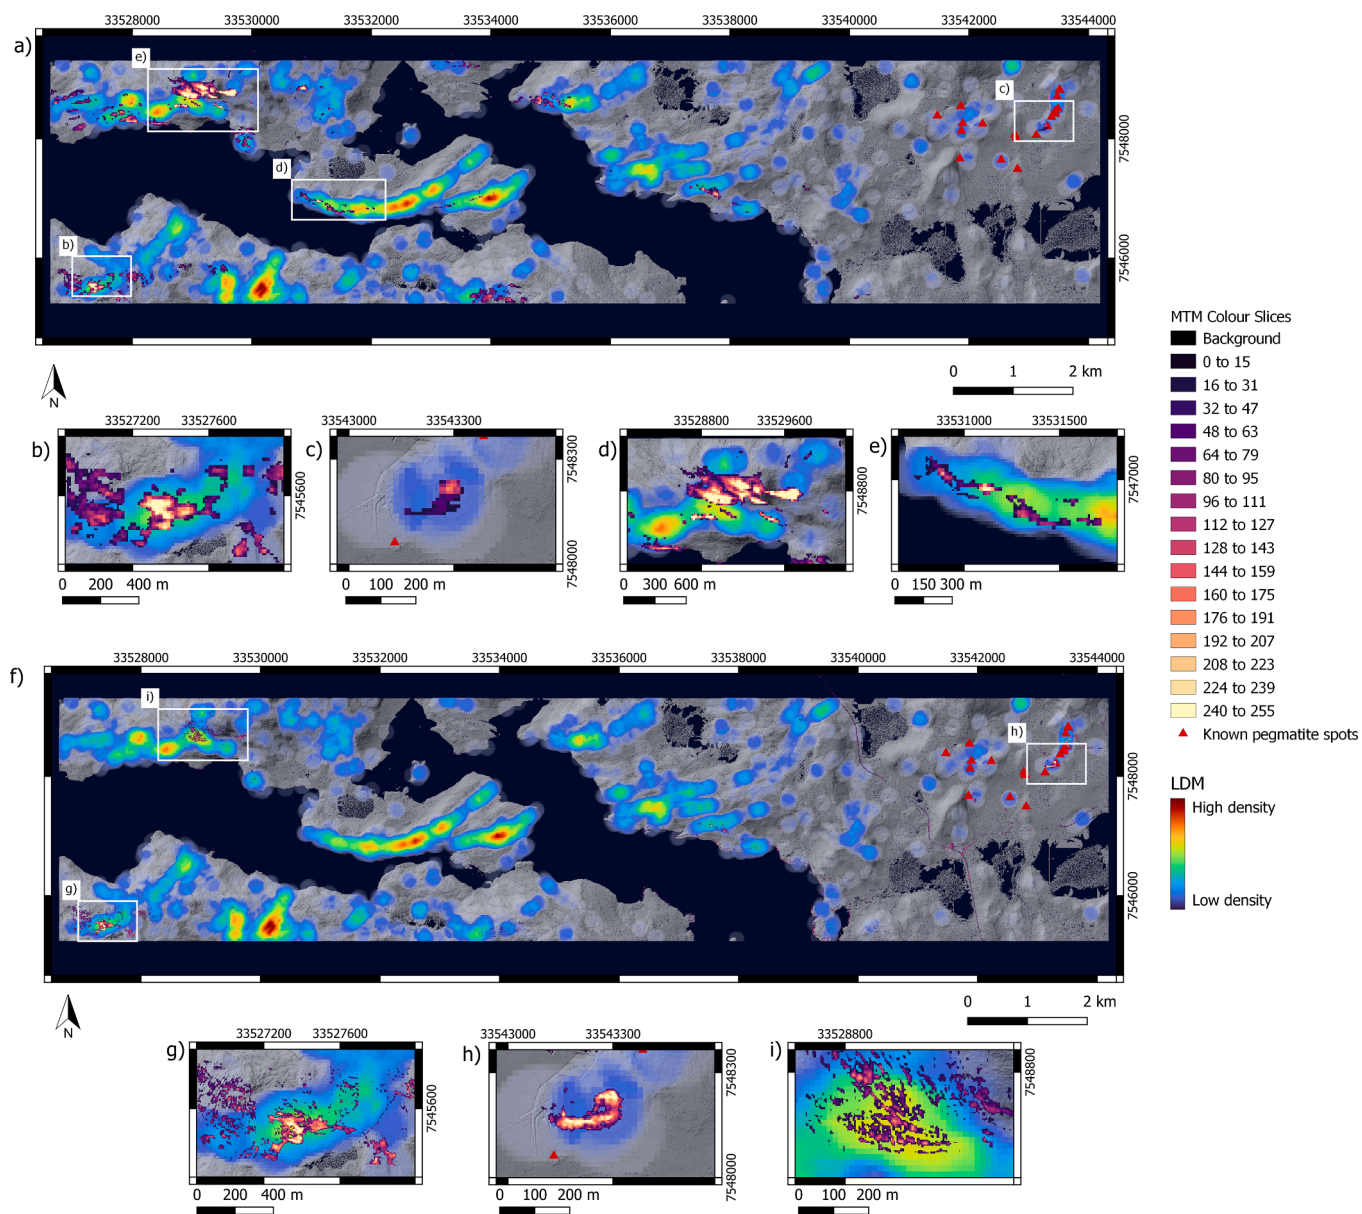 33528000 33530000 33532000 33534000 33536000 33538000 33540000 33542000 33544000
a)
e)
c)
d)
b)
7548000
7546000
N
0 1 2 km
MTM Colour Slices
Background
0 to 15
16 to 31
32 to 47
48 to 63
64 to 79
80 to 95
96 to 111
112 to 127
128 to 143
144 to 159
160 to 175
176 to 191
192 to 207
208 to 223
224 to 239
240 to 255
Known pegmatite spots
LDM
High density
Low density
b)
33527200 33527600
7545600
0 200 400 m
c)
33543000 33543300
7548300
7548000
0 100 200 m
d)
33528800 33529600
7548800
0 300 600 m
e)
33531000 33531500
7547000
0 150 300 m
33528000 33530000 33532000 33534000 33536000 33538000 33540000 33542000 33544000
f)
i)
h)
g)
7548000
7546000
N
0 1 2 km
g)
33527200 33527600
7545600
0 200 400 m
h)
33543000 33543300
7548300
7548000
0 100 200 m
i)
33528800
7548800
0 100 200 m